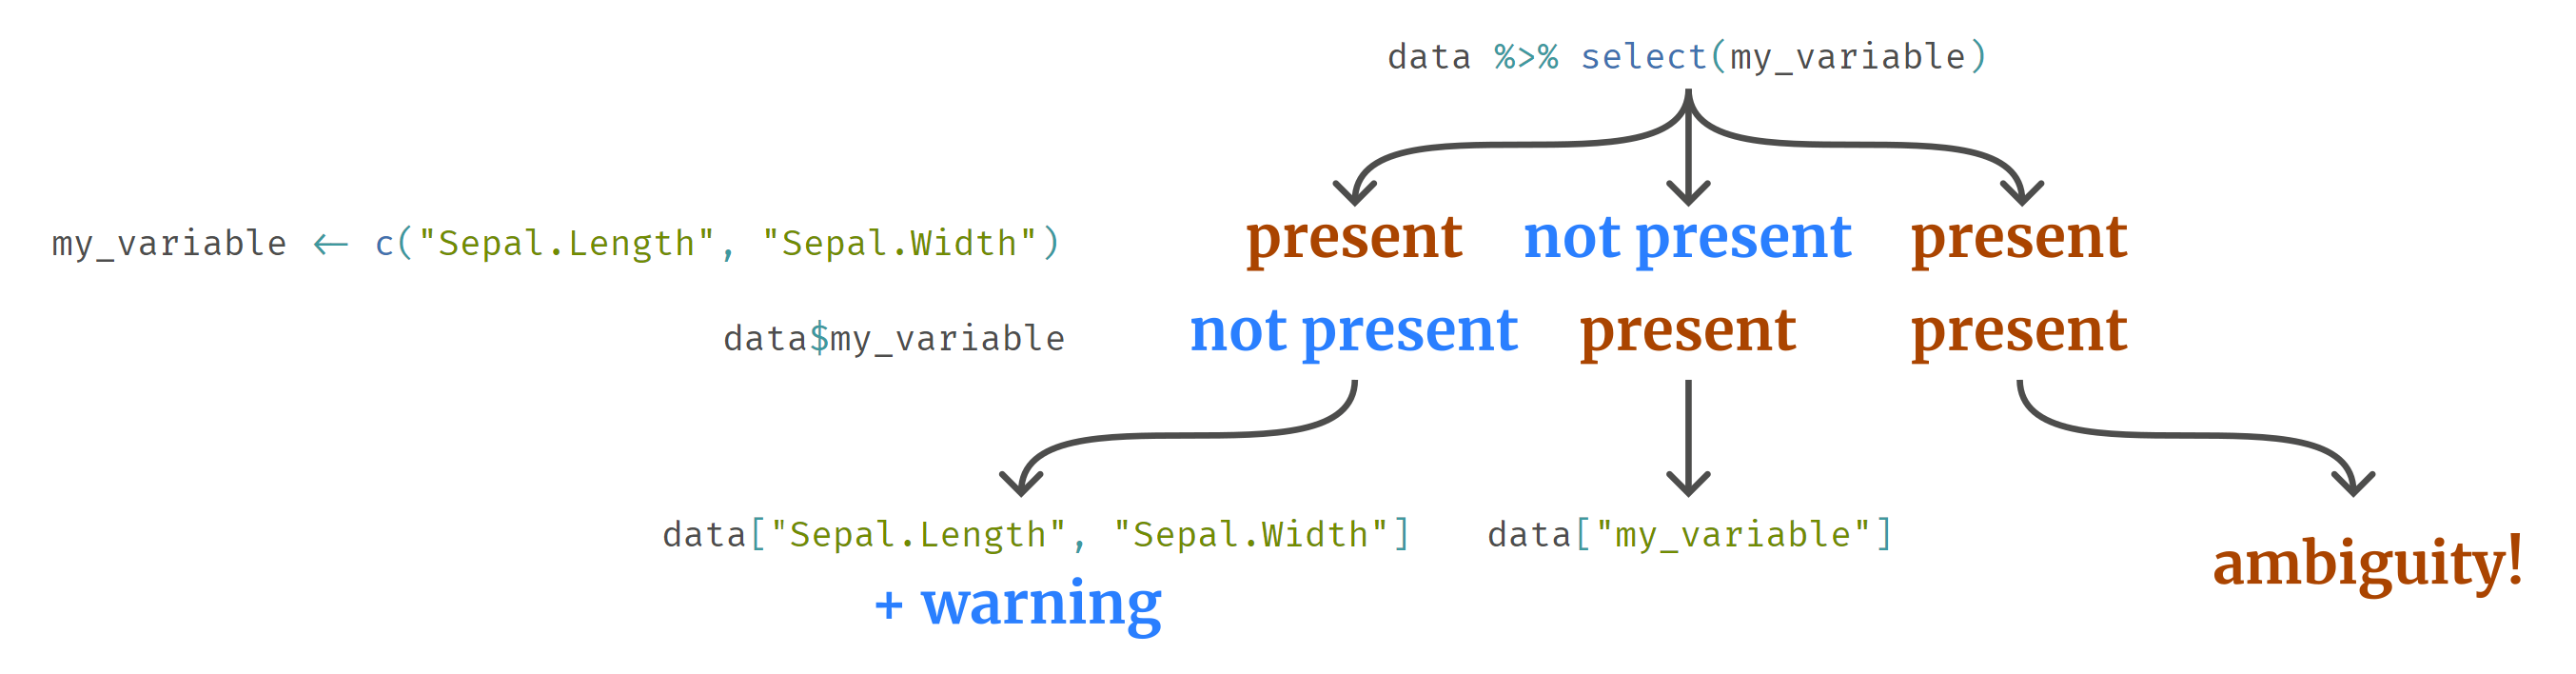 data %>% select(my_variable)
my_variable <- c("Sepal.Length", "Sepal.Width") present not present present
data$my_variable not present present present
data["Sepal.Length", "Sepal.Width"] data["my_variable"] ambiguity!
+ warning